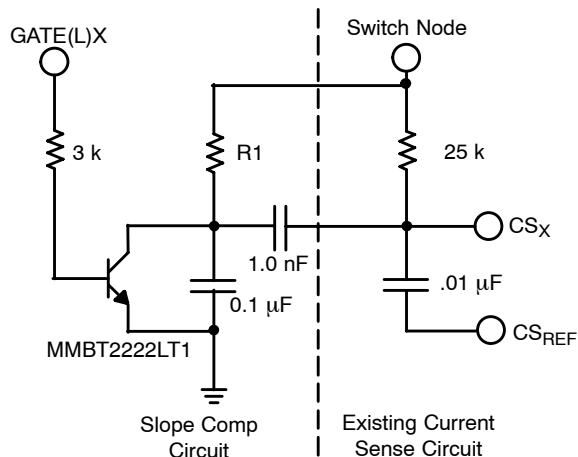 GATE(L)X
Switch Node
3 k
R1
25 k
CSX
1.0 nF
0.1 μF
.01 μF
CSREF
MMBT2222LT1
Slope Comp
Circuit
Existing Current
Sense Circuit